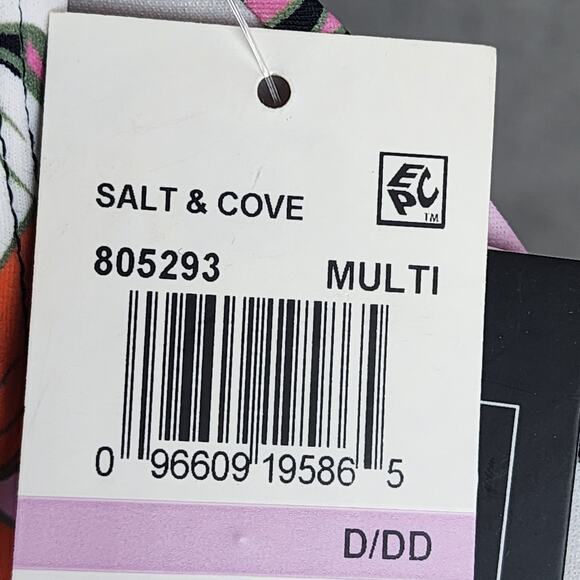 EPC TM
SALT & COVE
805293 MULTI
0 96609 19586 5
D/DD